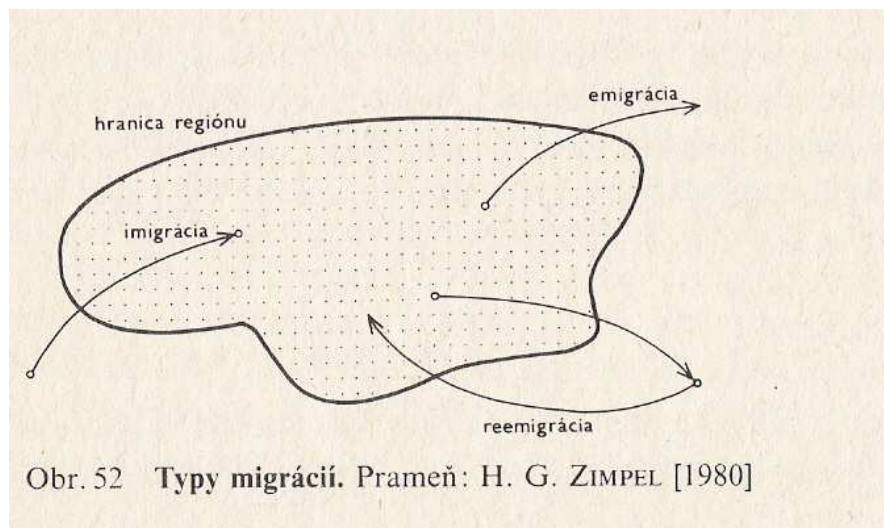 emigrácia
hranica regiónu
imigrácia
reemigrácia
Obr. 52 Typy migrácií. Prameň: H. G. ZIMPEL [1980]